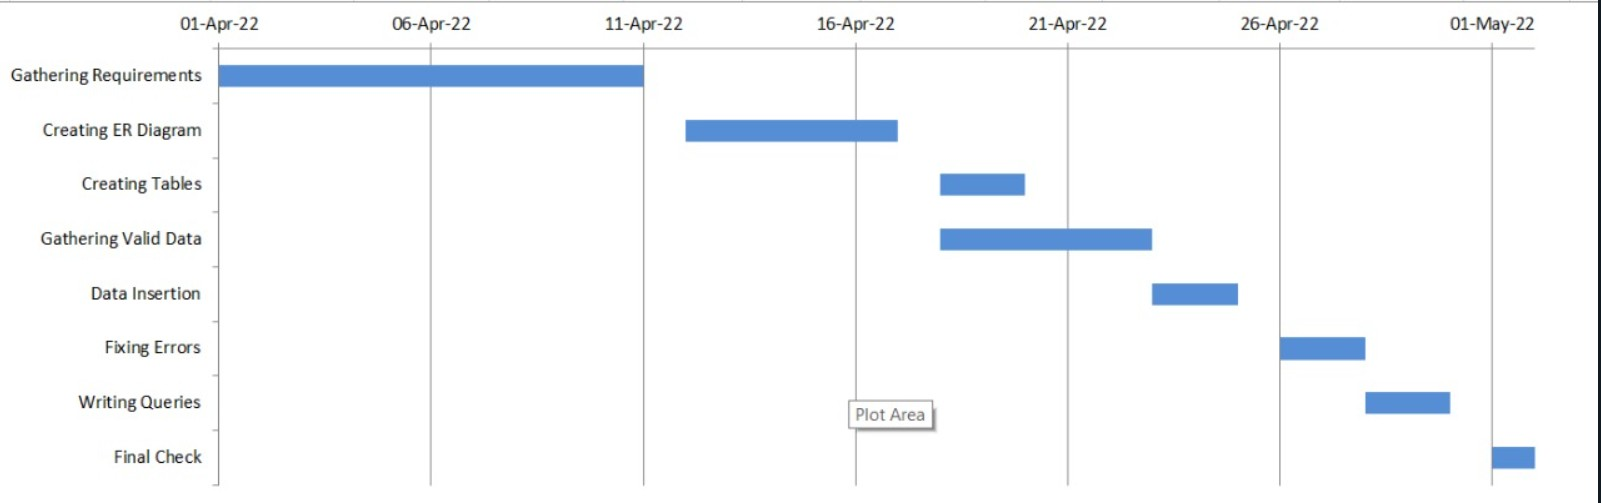 01-Apr-22 06-Apr-22 11-Apr-22 16-Apr-22 21-Apr-22 26-Apr-22 01-May-22
Gathering Requirements
Creating ER Diagram
Creating Tables
Gathering Valid Data
Data Insertion
Fixing Errors
Writing Queries
Plot Area
Final Check